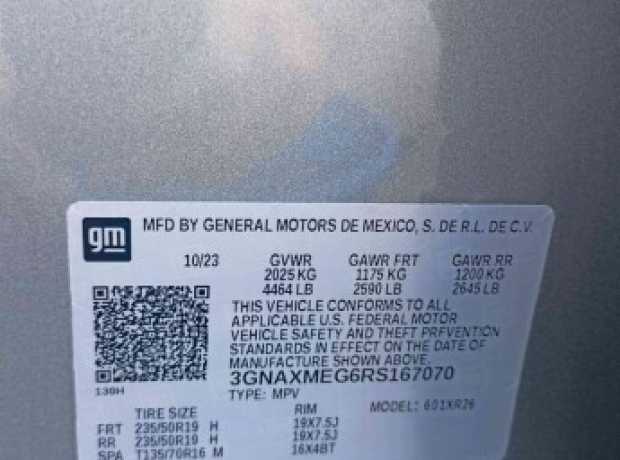 gm
MFD BY GENERAL MOTORS DE MEXICO, S. DE R.L. DE C.V.
10/23 GVWR GAWR FRT GAWR RR
2025 KG 1175 KG 1200 KG
4464 LB 2590 LB 2645 LB
THIS VEHICLE CONFORMS TO ALL
APPLICABLE U.S. FEDERAL MOTOR
VEHICLE SAFETY AND THEFT PREVENTION
STANDARDS IN EFFECT ON THE DATE OF
MANUFACTURE SHOWN ABOVE.
3GNAXMEG6RS167070
138H TYPE: MPV MODEL: 601XR26
TIRE SIZE RIM
FRT 235/50R19 H 19X7.5J
RR 235/50R19 H 19X7.5J
SPA T135/70R16 M 16X4BT